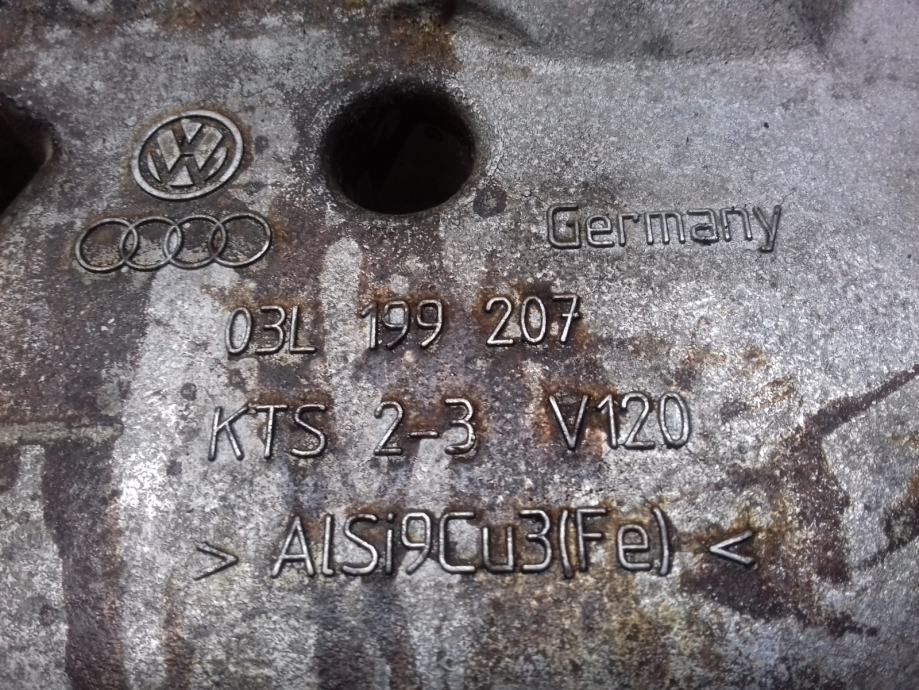 Germany
03L 199 207
KTS 2-3 V120
> AlSi9Cu3(Fe) <